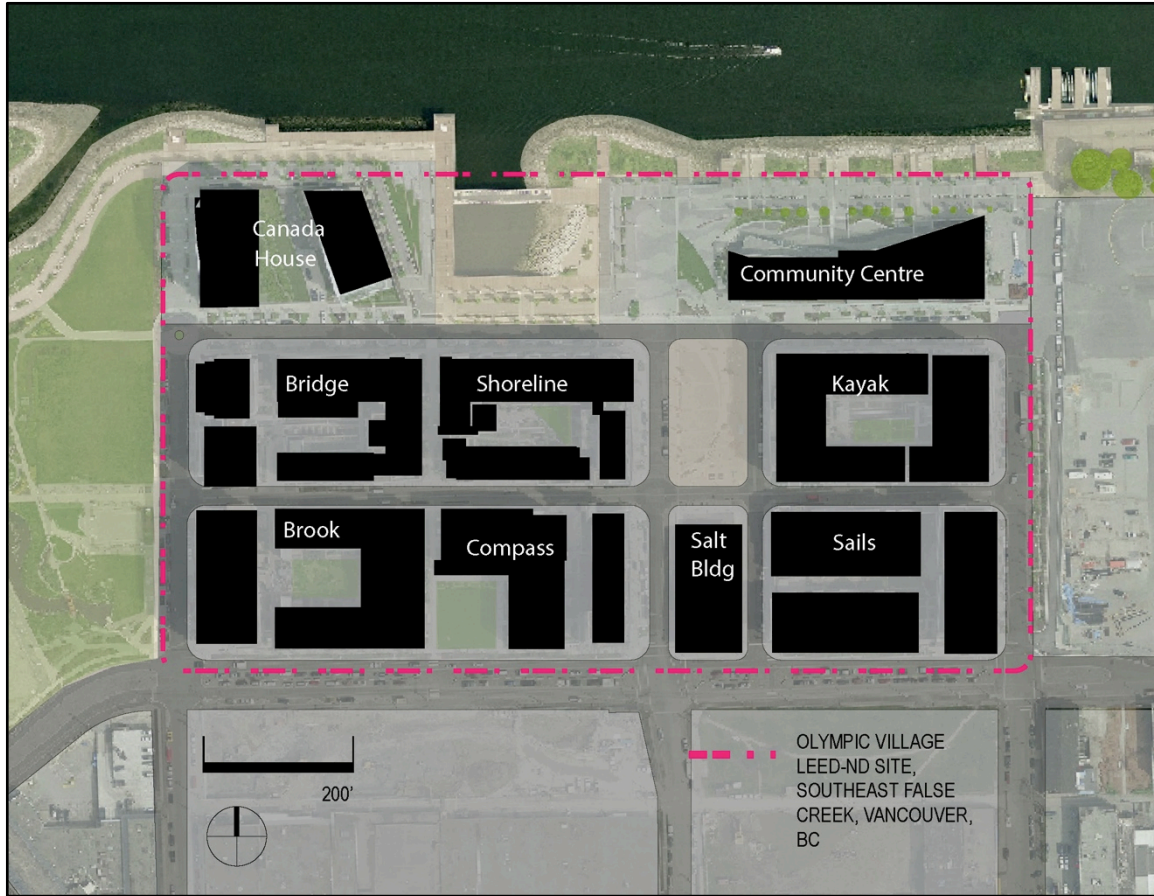 Canada
House
Community Centre
Bridge
Shoreline
Kayak
Brook
Compass
Salt
Bldg
Sails
200'
OLYMPIC VILLAGE
LEED-ND SITE,
SOUTHEAST FALSE
CREEK, VANCOUVER,
BC